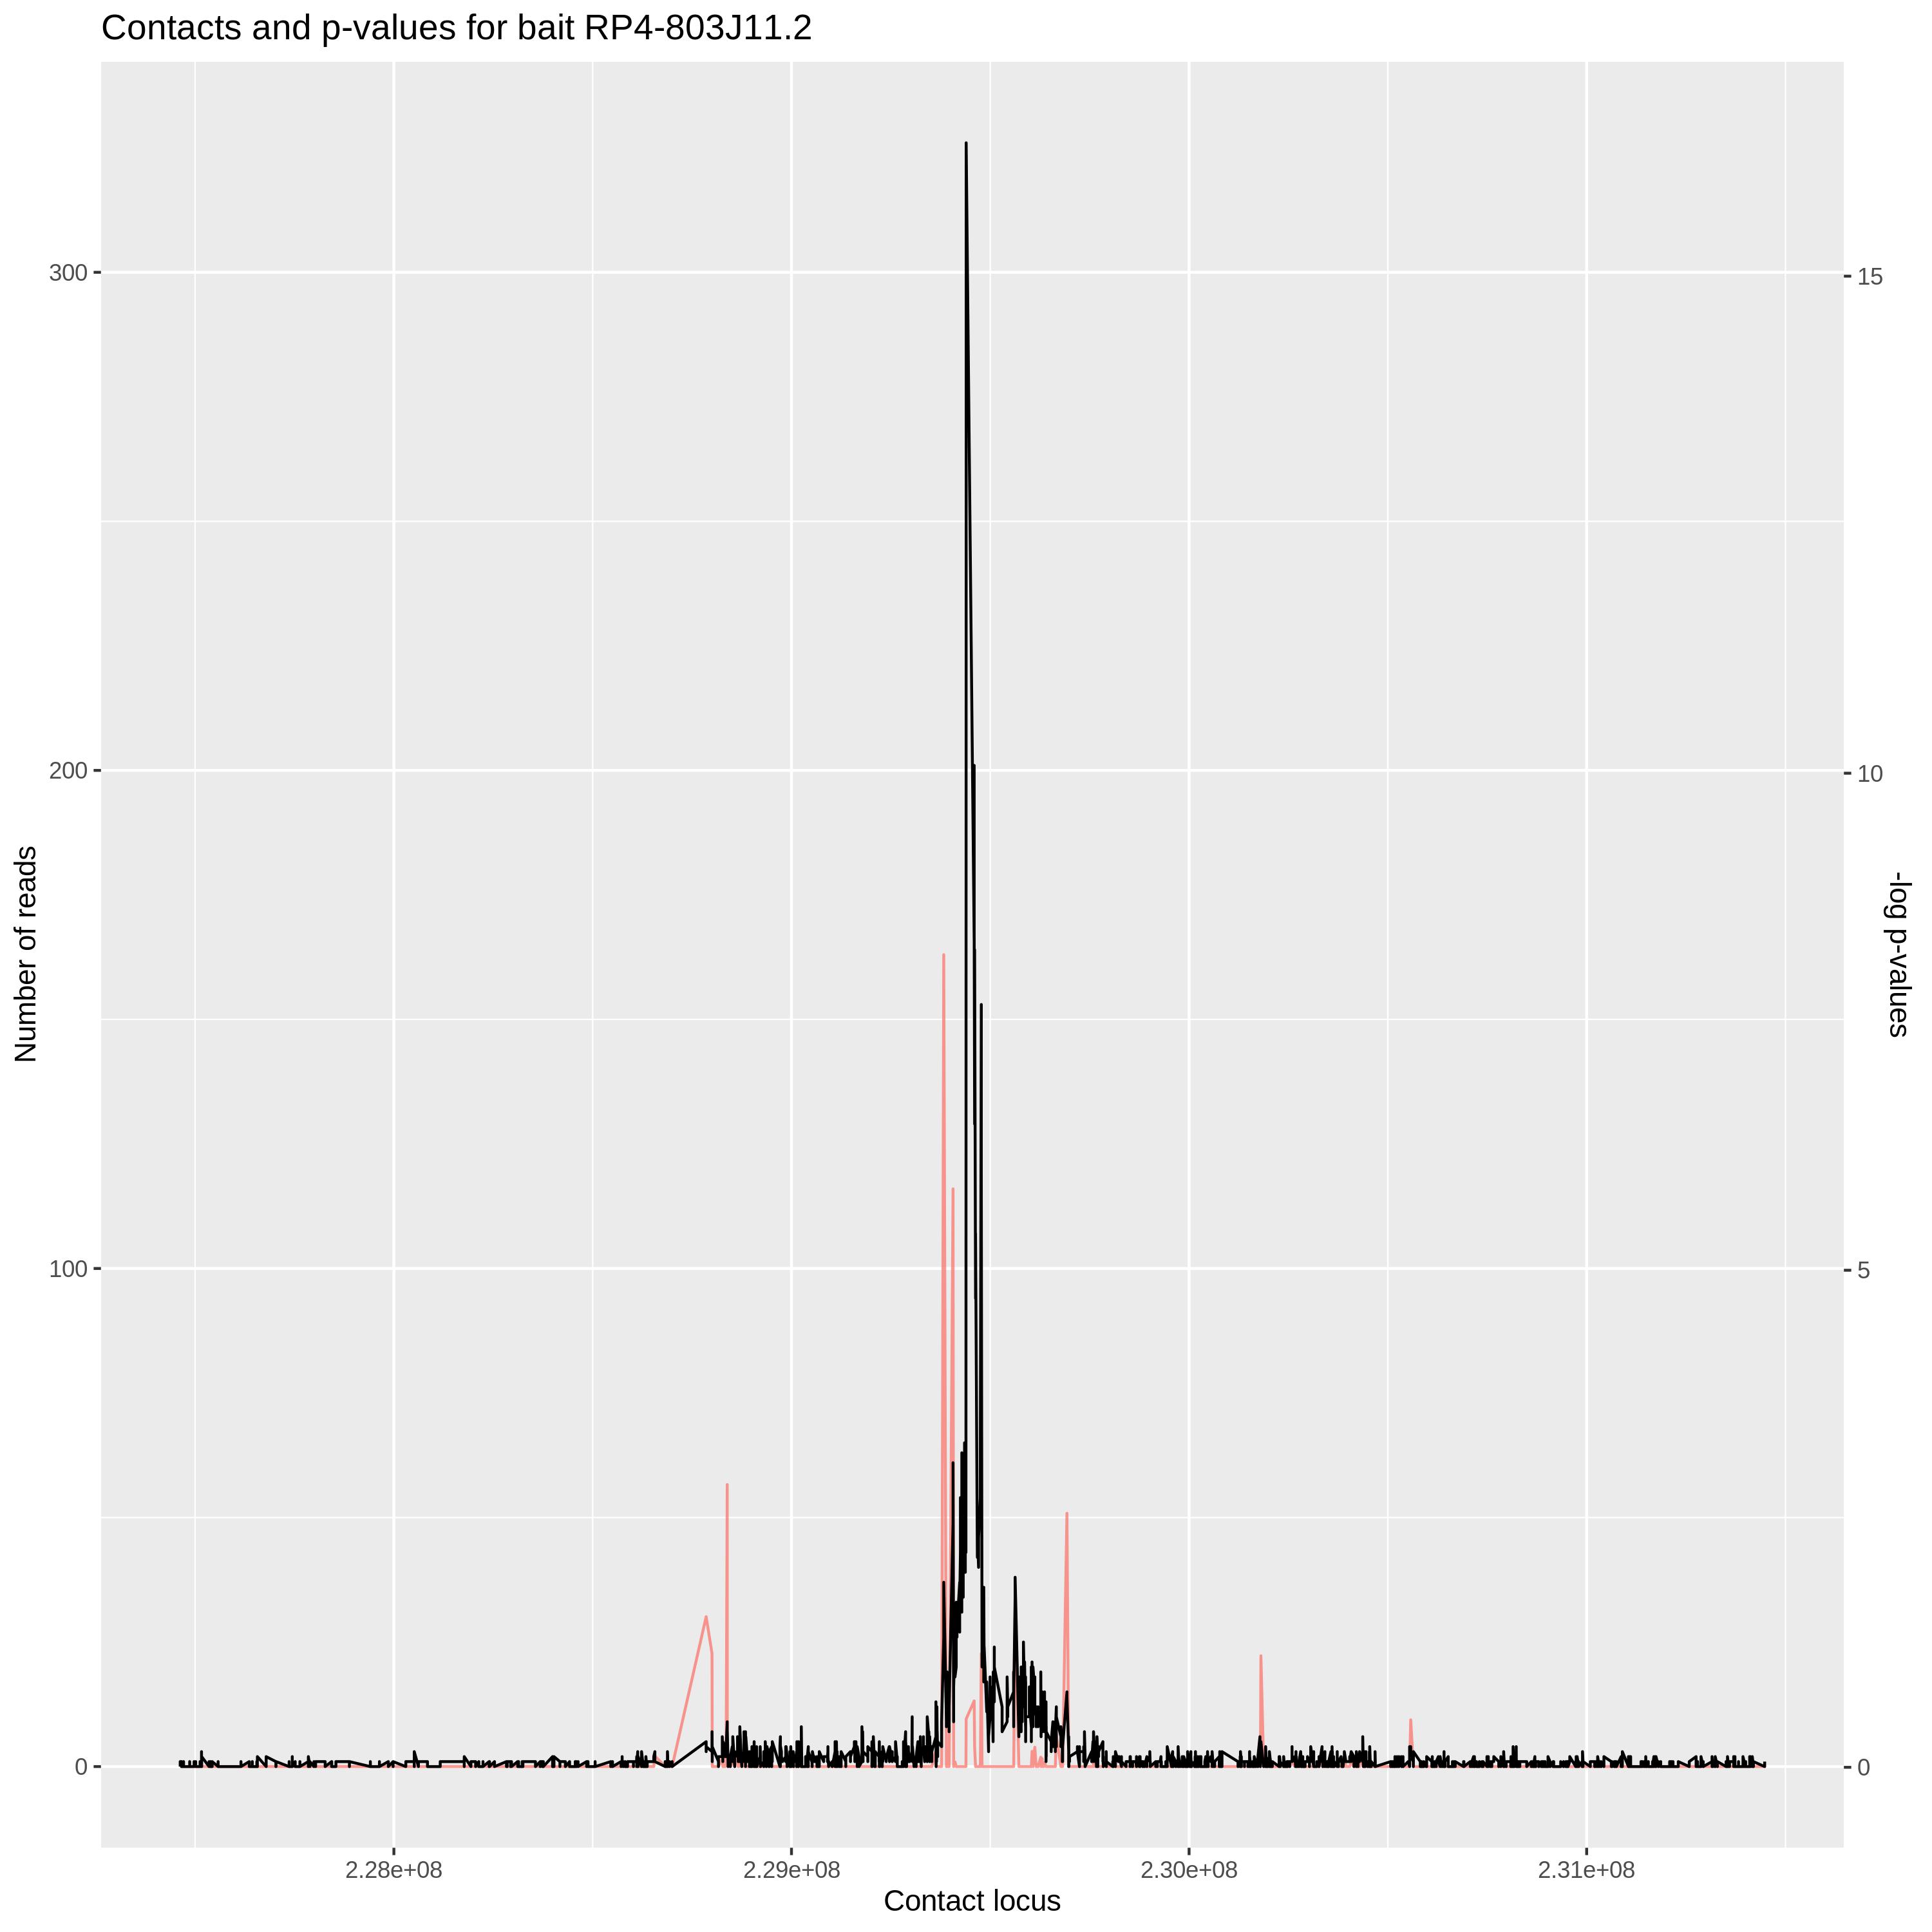 Contacts and p-values for bait RP4-803J11.2
300
200
100
0
Number of reads
15
10
5
0
-log p-values
2.28e+08 2.29e+08 2.30e+08 2.31e+08
Contact locus